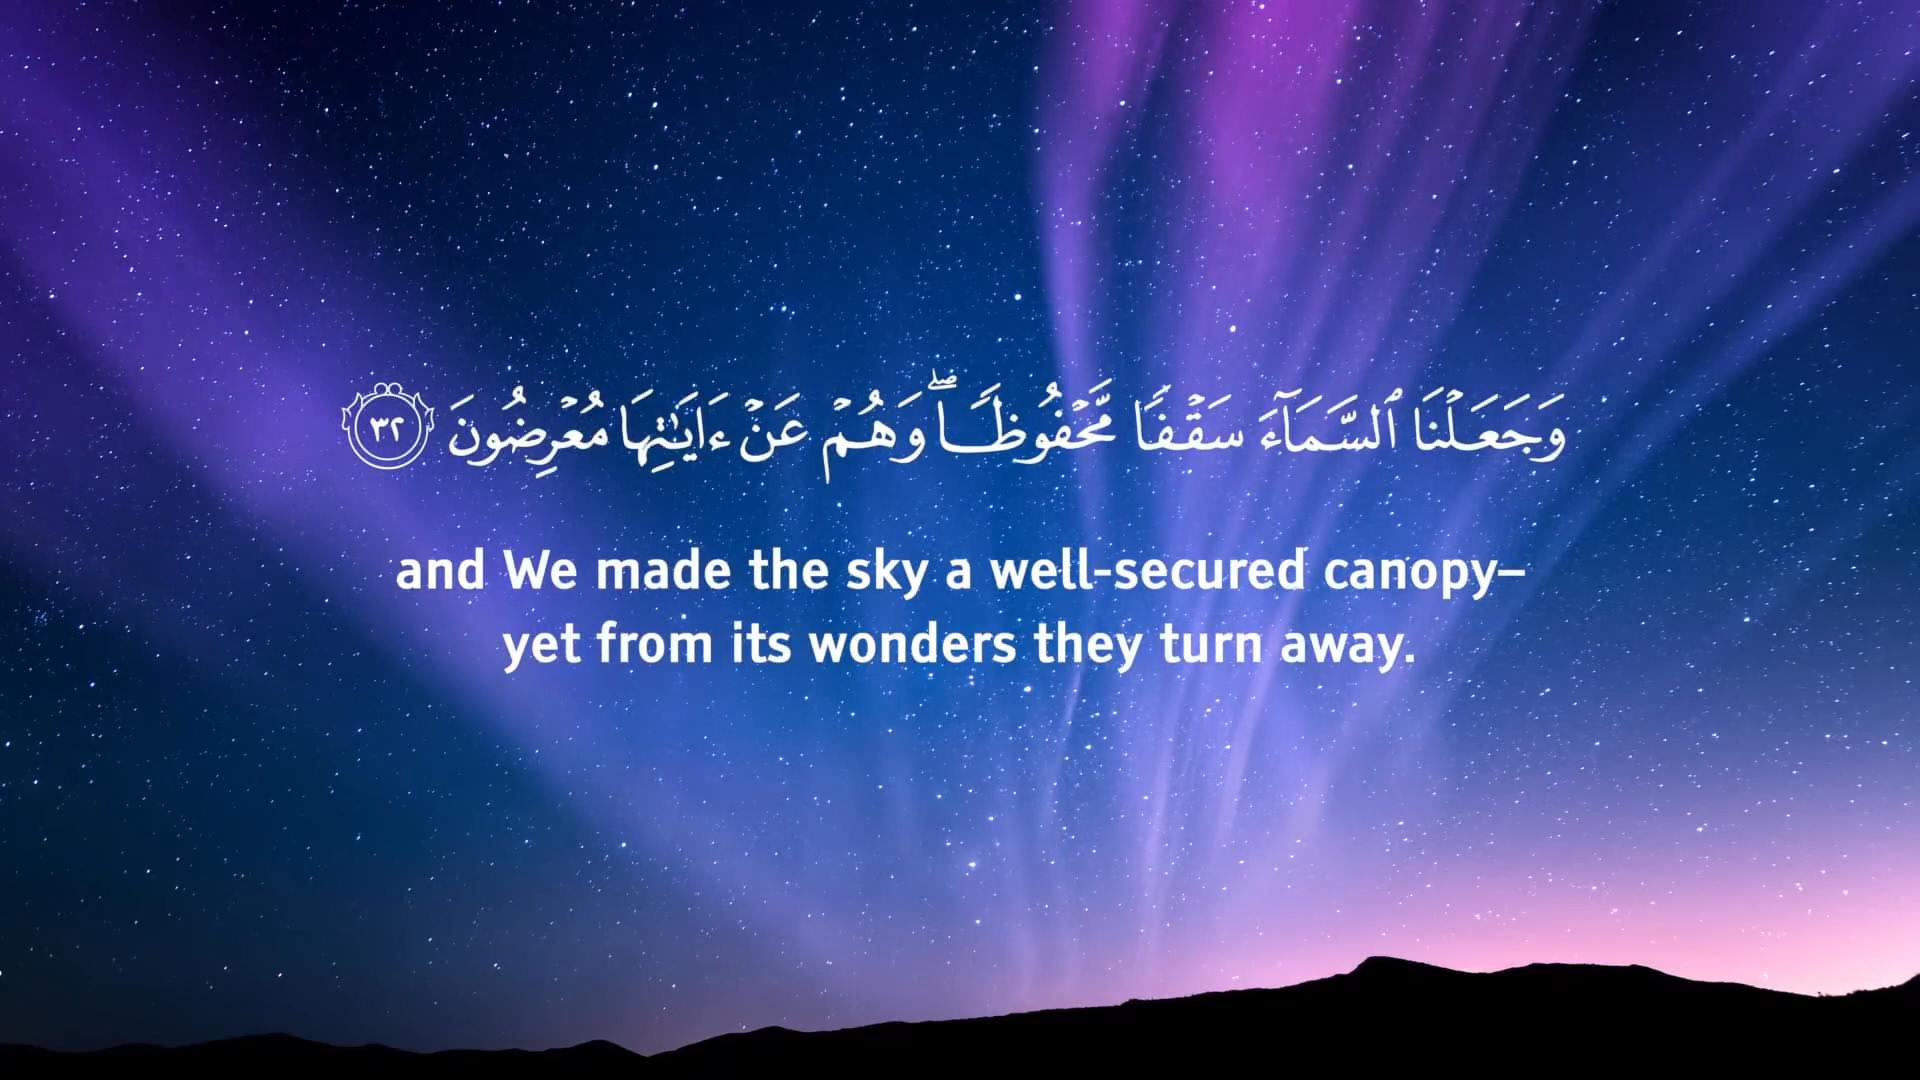 وَجَعَلْنَا ٱلسَّمَآءَ سَقْفًا مَّحْفُوظًا ۖ وَهُمْ عَنْ ءَايَـٰتِهَا مُعْرِضُونَ ٣٢
and We made the sky a well-secured canopy–
yet from its wonders they turn away.